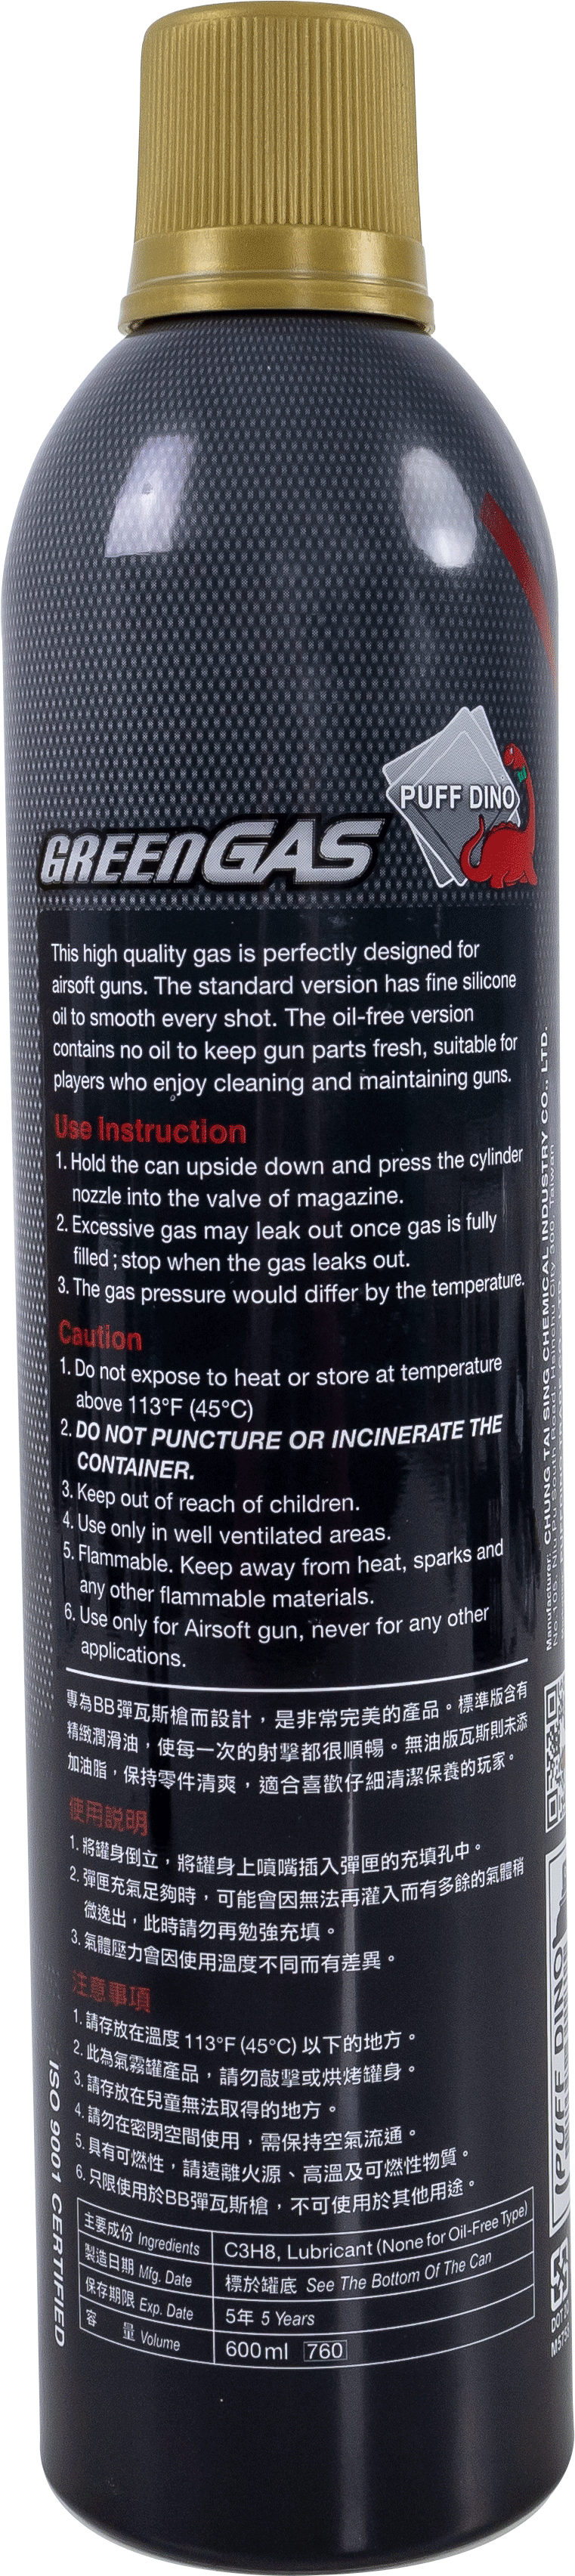 PUFF DINO
GREENGAS
This high quality gas is perfectly designed for
airsoft guns. The standard version has fine silicone
oil to smooth every shot. The oil-free version
contains no oil to keep gun parts fresh, suitable for
players who enjoy cleaning and maintaining guns.
Use Instruction
1. Hold the can upside down and press the cylinder
nozzle into the valve of magazine.
2. Excessive gas may leak out once gas is fully
filled ; stop when the gas leaks out.
3. The gas pressure would differ by the temperature.
Caution
1. Do not expose to heat or store at temperature
above 113°F (45°C)
2. DO NOT PUNCTURE OR INCINERATE THE
CONTAINER.
3. Keep out of reach of children.
4. Use only in well ventilated areas.
5. Flammable. Keep away from heat, sparks and
any other flammable materials.
6. Use only for Airsoft gun, never for any other
applications.
專為BB彈瓦斯槍而設計，是非常完美的產品。標準版含有
精緻潤滑油，使每一次的射擊都很順暢。無油版瓦斯則未添
加油脂，保持零件清爽，適合喜歡仔細清潔保養的玩家。
使用說明
1. 將罐身倒立，將罐身上噴嘴插入彈匣的充填孔中。
2. 彈匣充氣足夠時，可能會因無法再灌入而有多餘的氣體稍
微逸出，此時請勿再勉強充填。
3. 氣體壓力會因使用溫度不同而有差異。
注意事項
1. 請存放在溫度 113°F (45°C) 以下的地方。
2. 此為氣霧罐產品，請勿敲擊或烘烤罐身。
3. 請存放在兒童無法取得的地方。
4. 請勿在密閉空間使用，需保持空氣流通。
5. 具有可燃性，請遠離火源、高溫及可燃性物質。
6. 只限使用於BB彈瓦斯槍，不可使用於其他用途。
主要成份 Ingredients C3H8, Lubricant (None for Oil-Free Type)
製造日期 Mfg. Date 標於罐底 See The Bottom Of The Can
保存期限 Exp. Date 5年 5 Years
容 量 Volume 600ml 760
ISO 9001 CERTIFIED
Manufacturer: CHUNG TAI SING CHEMICAL INDUSTRY CO., LTD.
PUFF DINO